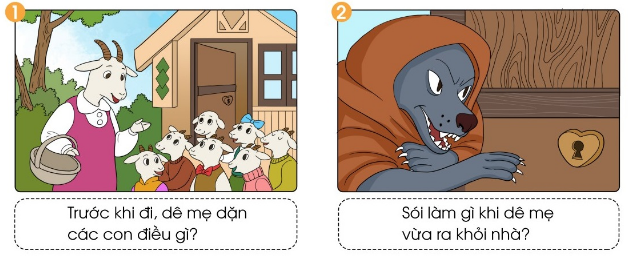 1
Trước khi đi, dê mẹ dặn
các con điều gì?
2
Sói làm gì khi dê mẹ
vừa ra khỏi nhà?